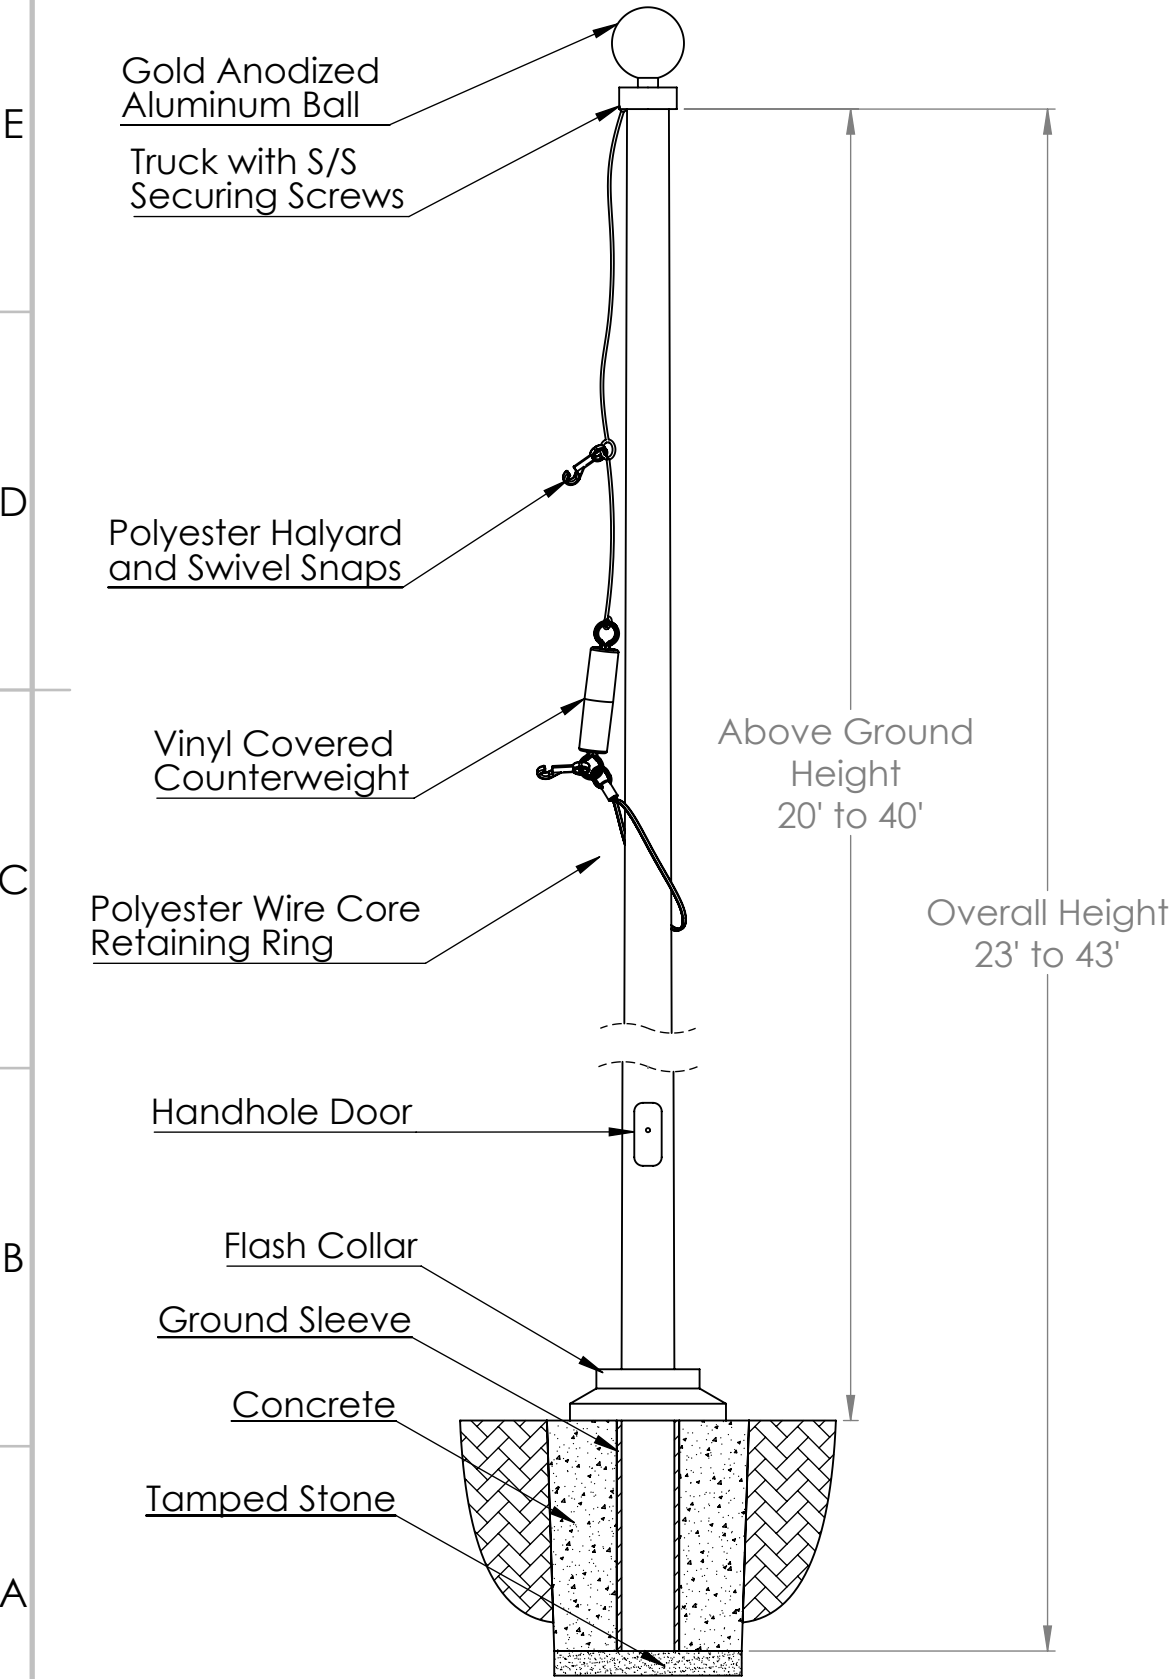 Gold Anodized
Aluminum Ball
E
Truck with S/S
Securing Screws
D
Polyester Halyard
and Swivel Snaps
Vinyl Covered
Counterweight
Above Ground
Height
20' to 40'
C
Polyester Wire Core
Retaining Ring
Overall Height
23' to 43'
Handhole Door
B
Flash Collar
Ground Sleeve
Concrete
Tamped Stone
A